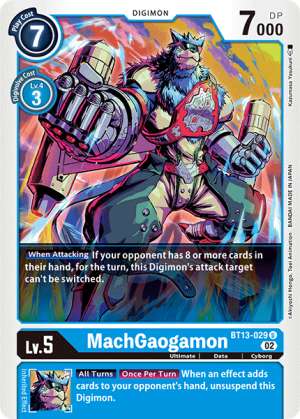 DIGIMON
Play Cost
7
7000
DP
Digivolve Cost
Lv.4
3
Kazumasa Yasukuni
©Akiyoshi Hongo, Toei Animation BANDAI MADE IN JAPAN
When Attacking If your opponent has 8 or more cards in
their hand, for the turn, this Digimon's attack target
can't be switched.
BT13-029 U
Lv.5
MachGaogamon
02
Ultimate | Data | Cyborg
Inherited Effect
All Turns Once Per Turn When an effect adds
cards to your opponent's hand, unsuspend this
Digimon.